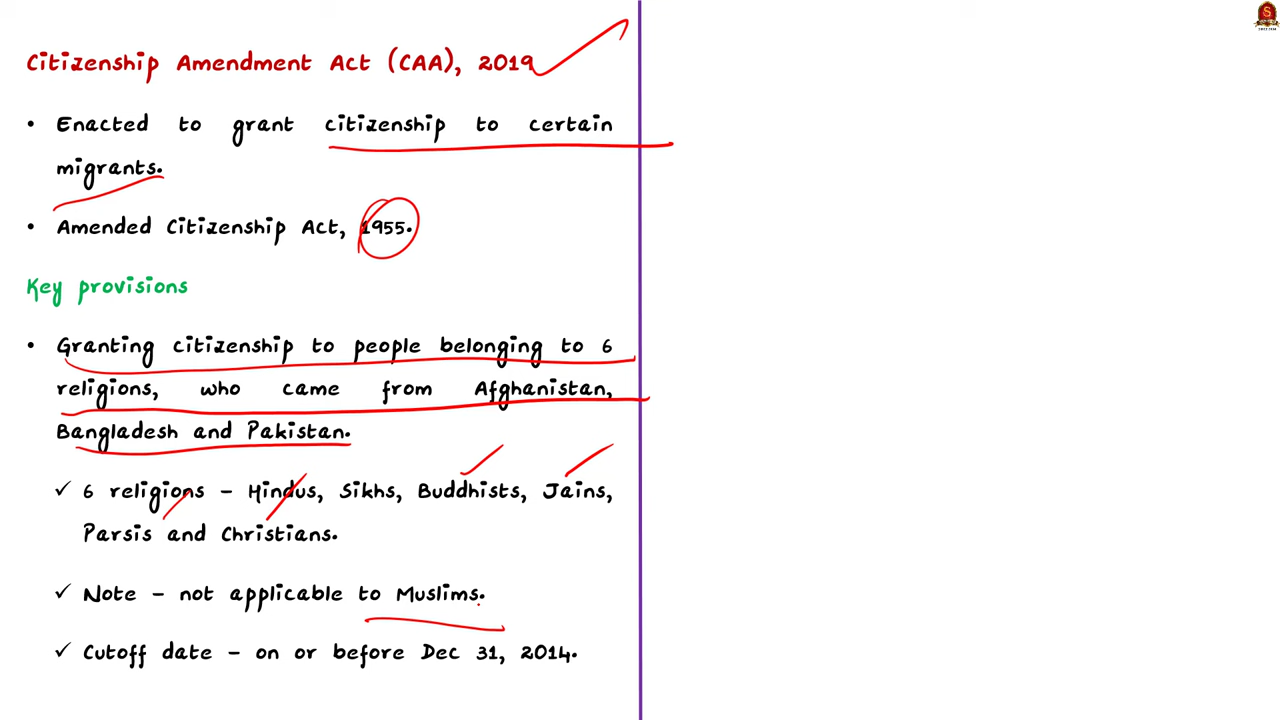 Citizenship Amendment Act (CAA), 2019
• Enacted to grant citizenship to certain
migrants.
• Amended Citizenship Act, 1955.
Key provisions
• Granting citizenship to people belonging to 6
religions, who came from Afghanistan,
Bangladesh and Pakistan.
✓ 6 religions – Hindus, Sikhs, Buddhists, Jains,
Parsis and Christians.
✓ Note – not applicable to Muslims.
✓ Cutoff date – on or before Dec 31, 2014.